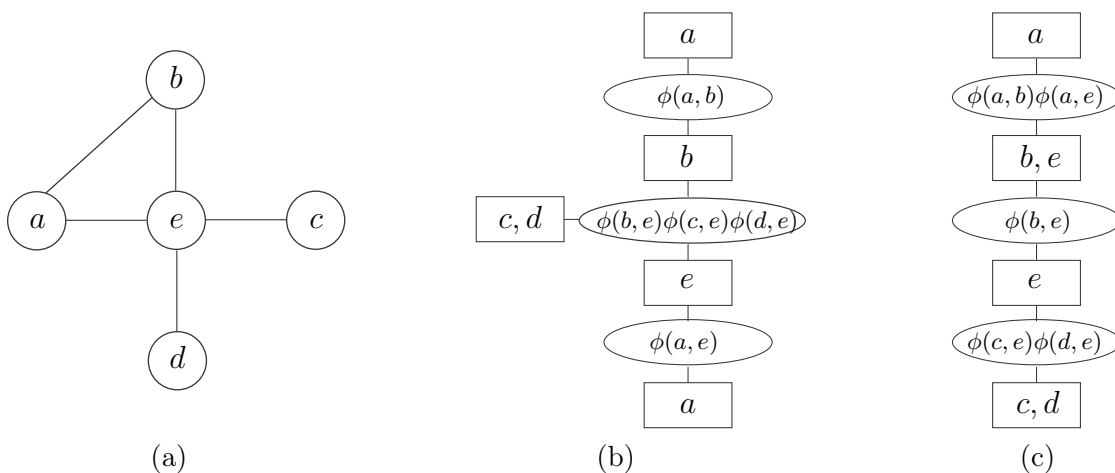 b
a
e
c
d
(a)
a
φ(a, b)
b
c, d
φ(b, e)φ(c, e)φ(d, e)
e
φ(a, e)
a
(b)
a
φ(a, b)φ(a, e)
b, e
φ(b, e)
e
φ(c, e)φ(d, e)
c, d
(c)